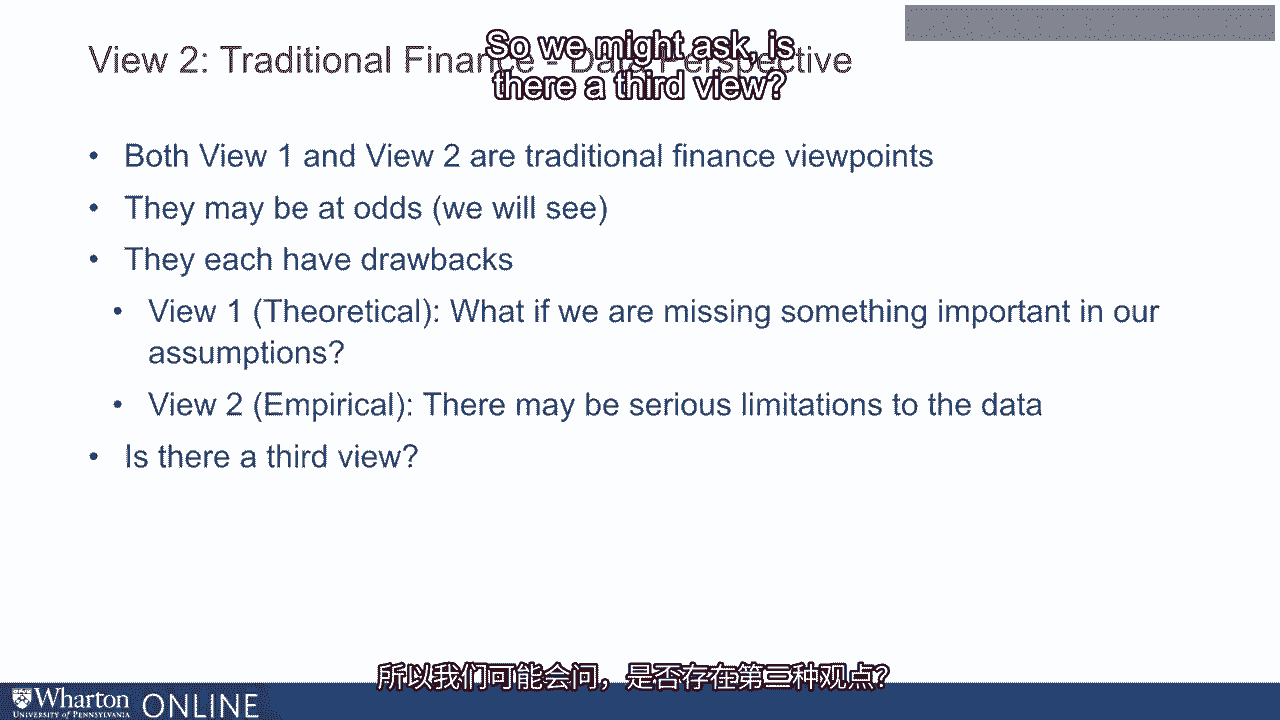 So we might ask, is
there a third view?
View 2: Traditional Finance - Data Perspective
• Both View 1 and View 2 are traditional finance viewpoints
• They may be at odds (we will see)
• They each have drawbacks
• View 1 (Theoretical): What if we are missing something important in our
assumptions?
• View 2 (Empirical): There may be serious limitations to the data
• Is there a third view?
所以我们可能会问，是否存在第三种观点？
Wharton
UNIVERSITY of PENNSYLVANIA
ONLINE